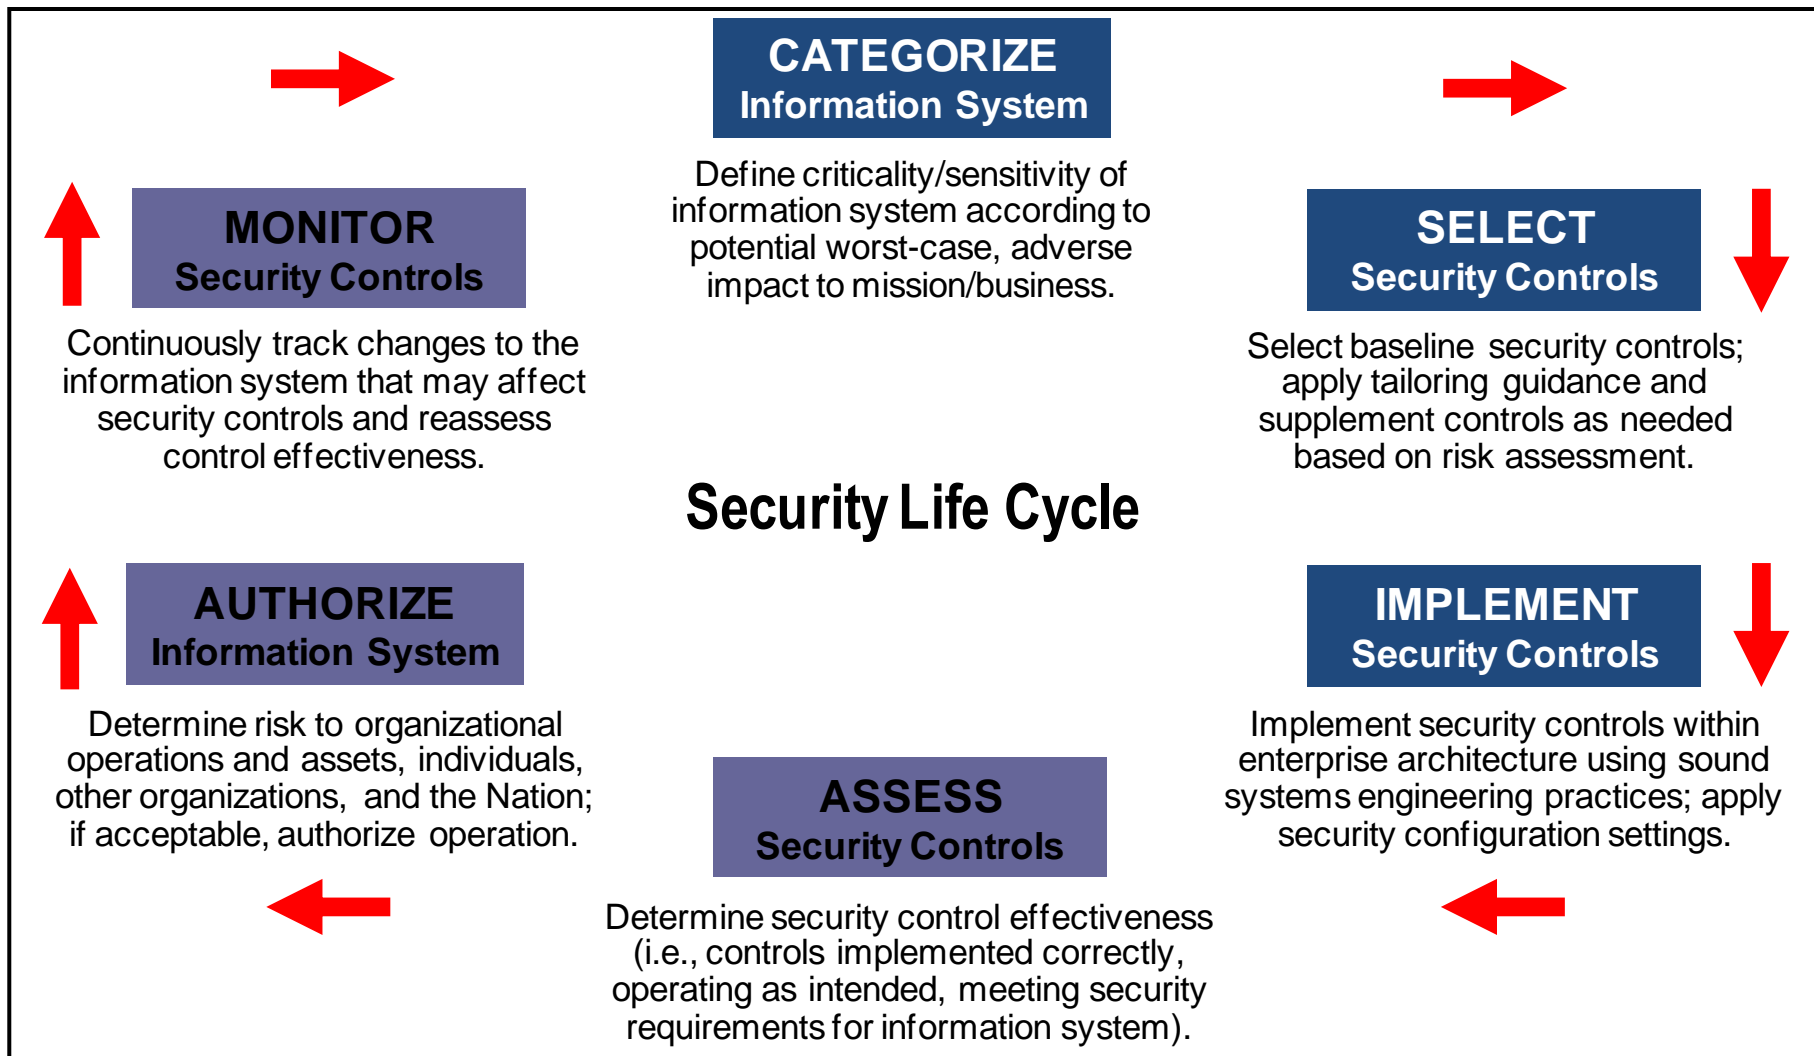 CATEGORIZE
Information System
Define criticality/sensitivity of
information system according to
potential worst-case, adverse
impact to mission/business.
MONITOR
Security Controls
Continuously track changes to the
information system that may affect
security controls and reassess
control effectiveness.
SELECT
Security Controls
Select baseline security controls;
apply tailoring guidance and
supplement controls as needed
based on risk assessment.
Security Life Cycle
AUTHORIZE
Information System
Determine risk to organizational
operations and assets, individuals,
other organizations, and the Nation;
if acceptable, authorize operation.
IMPLEMENT
Security Controls
Implement security controls within
enterprise architecture using sound
systems engineering practices; apply
security configuration settings.
ASSESS
Security Controls
Determine security control effectiveness
(i.e., controls implemented correctly,
operating as intended, meeting security
requirements for information system).